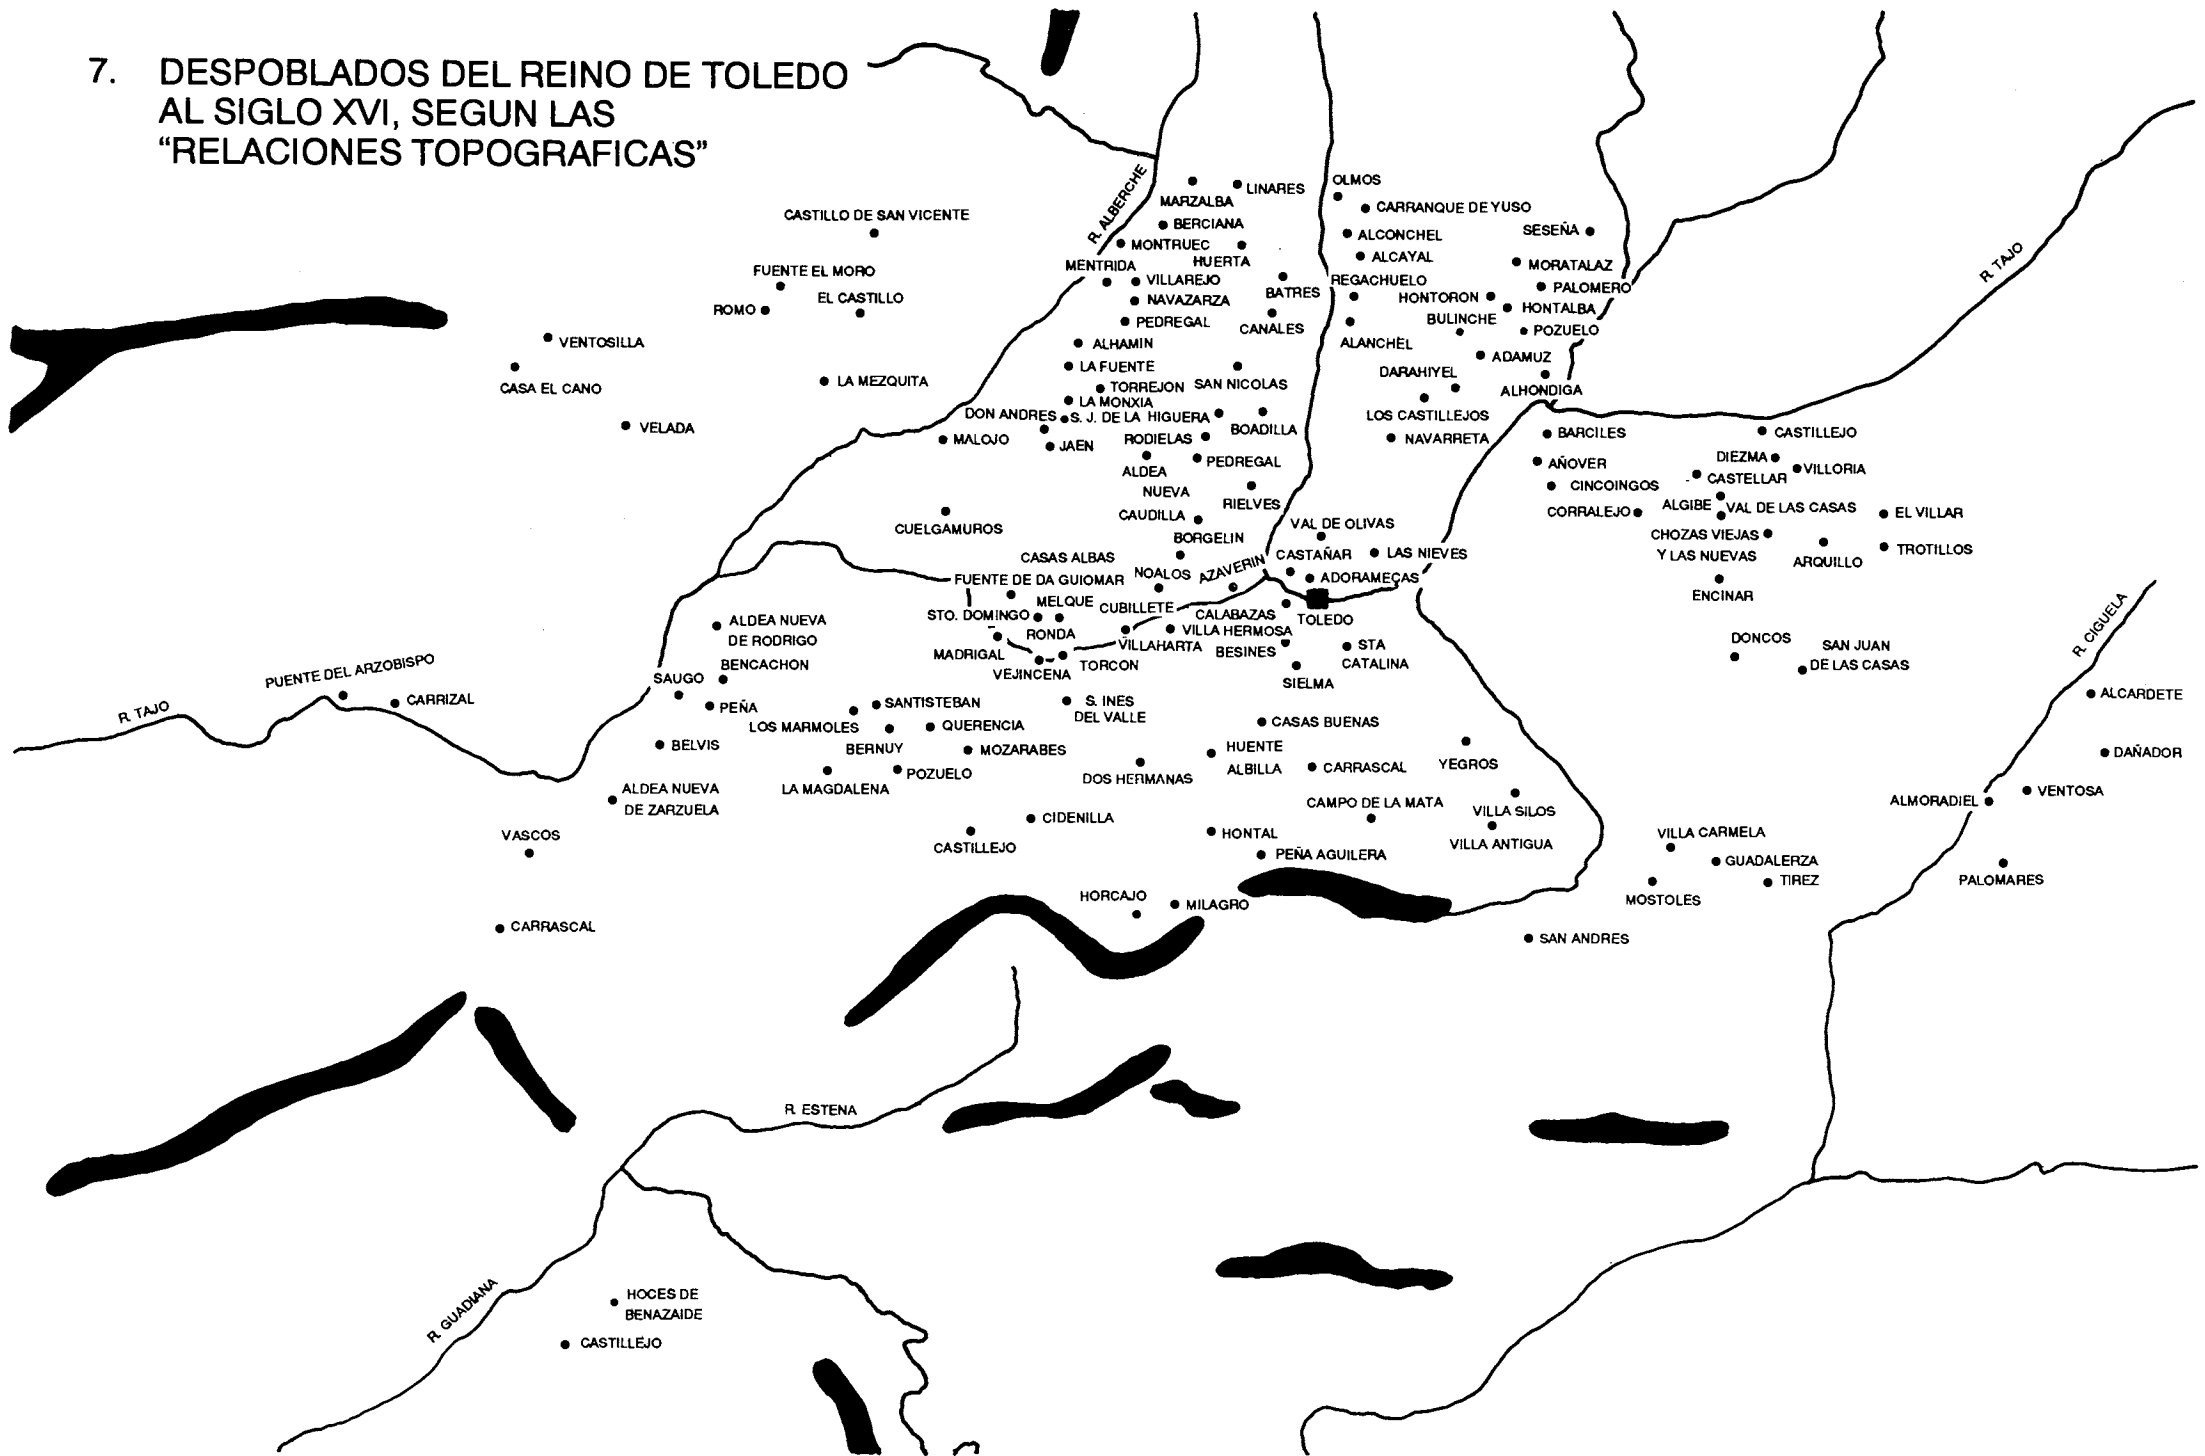 7. DESPOBLADOS DEL REINO DE TOLEDO
AL SIGLO XVI, SEGUN LAS
“RELACIONES TOPOGRAFICAS”
R. ALBERCHE
MARZALBA
LINARES
OLMOS
CARRANQUE DE YUSO
CASTILLO DE SAN VICENTE
BERCIANA
ALCONCHEL
SESEÑA
MONTRUEC
HUERTA
ALCAYAL
MORATALAZ
R. TAJO
FUENTE EL MORO
MENTRIDA
VILLAREJO
REGACHUELO
PALOMERO
EL CASTILLO
NAVAZARZA
BATRES
HONTORON
HONTALBA
ROMO
PEDREGAL
CANALES
BULINCHE
POZUELO
VENTOSILLA
ALHAMIN
ALANCHEL
ADAMUZ
CASA EL CANO
LA MEZQUITA
LA FUENTE
TORREJON
SAN NICOLAS
DARAHIYEL
ALHONDIGA
LA MONXIA
DON ANDRES
S. J. DE LA HIGUERA
LOS CASTILLEJOS
VELADA
MALOJO
JAEN
RODIELAS
BOADILLA
NAVARRETA
BARCILES
CASTILLEJO
ALDEA
NUEVA
PEDREGAL
AÑOVER
DIEZMA
VILLORIA
RIELVES
CINCOINGOS
CASTELLAR
CUELGAMUROS
CAUDILLA
CORRALEJO
ALGIBE
VAL DE LAS CASAS
EL VILLAR
VAL DE OLIVAS
BORGELIN
CHOZAS VIEJAS
Y LAS NUEVAS
CASAS ALBAS
CASTAÑAR
LAS NIEVES
ARQUILLO
TROTILLOS
FUENTE DE DA GUIOMAR
NOALOS
AZAVERIN
ADORAMECAS
ENCINAR
STO. DOMINGO
MELQUE
CUBILLETE
CALABAZAS
TOLEDO
R. CIGUELA
ALDEA NUEVA
DE RODRIGO
RONDA
VILLA HERMOSA
MADRIGAL
VILLAHARTA
BESINES
STA
CATALINA
DONCOS
SAN JUAN
DE LAS CASAS
PUENTE DEL ARZOBISPO
BENCACHON
VEJINCENA
TORCON
SIELMA
SAUGO
R. TAJO
CARRIZAL
PEÑA
SANTISTEBAN
S. INES
DEL VALLE
ALCARDETE
LOS MARMOLES
QUERENCIA
CASAS BUENAS
BELVIS
BERNUY
MOZARABES
HUENTE
ALBILLA
YEGROS
DAÑADOR
LA MAGDALENA
POZUELO
DOS HERMANAS
CARRASCAL
ALDEA NUEVA
DE ZARZUELA
CAMPO DE LA MATA
VILLA SILOS
ALMORADIEL
VENTOSA
VASCOS
CIDENILLA
CASTILLEJO
HONTAL
VILLA ANTIGUA
VILLA CARMELA
PEÑA AGUILERA
GUADALERZA
TIREZ
PALOMARES
HORCAJO
MILAGRO
MOSTOLES
CARRASCAL
SAN ANDRES
R. ESTENA
R. GUADIANA
HOCES DE
BENAZAIDE
CASTILLEJO